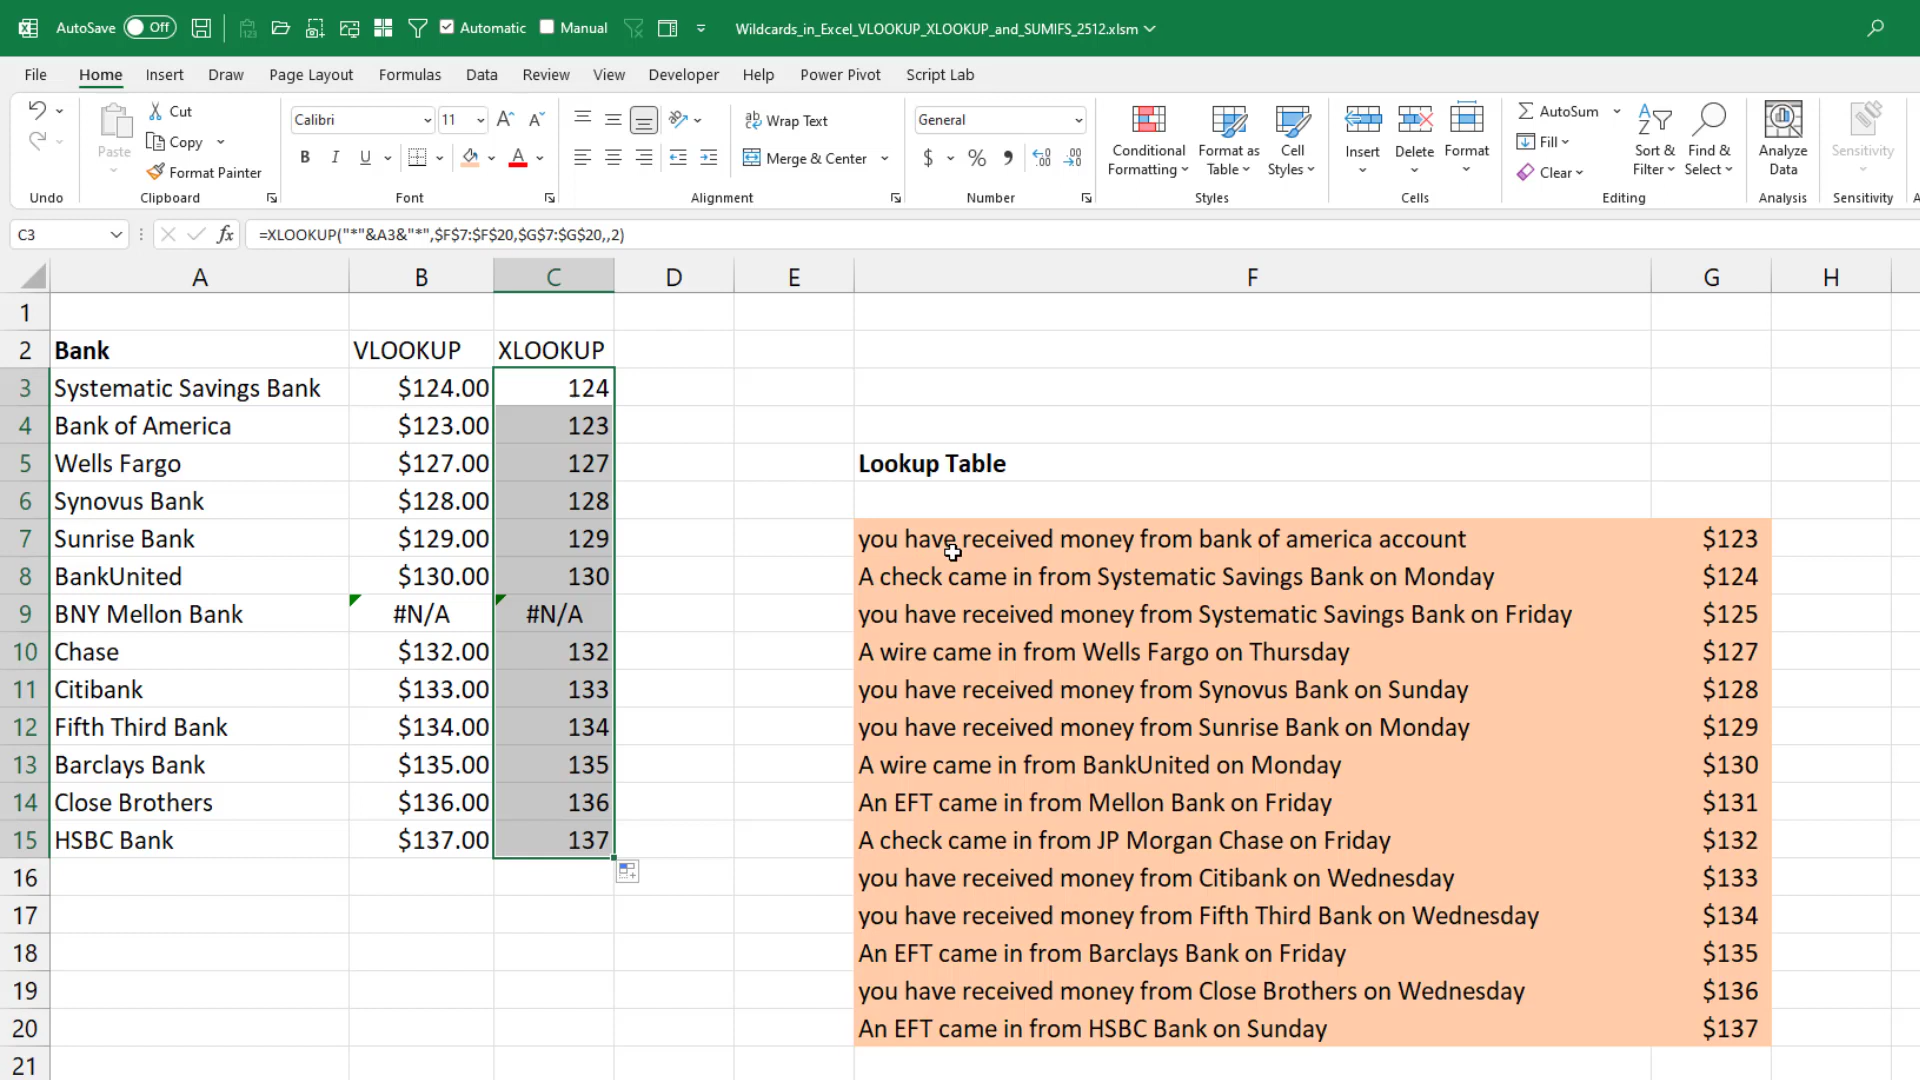 AutoSave Off Automatic Manual Wildcards_in_Excel_VLOOKUP_XLOOKUP_and_SUMIFS_2512.xlsm
File Home Insert Draw Page Layout Formulas Data Review View Developer Help Power Pivot Script Lab
Undo
Paste Cut Copy Format Painter
Clipboard
Calibri 11
B I U A
Font
Wrap Text
Merge & Center
Alignment
General
$ % 9
Number
Conditional Formatting Format as Table Cell Styles
Styles
Insert Delete Format
Cells
AutoSum Fill Clear Sort & Filter Find & Select
Editing
Analyze Data
Analysis
Sensitivity
Sensitivity
C3 fx =XLOOKUP("*"&A3&"*",$F$7:$F$20,$G$7:$G$20,,2)
A B C D E F G H
1
2 Bank VLOOKUP XLOOKUP
3 Systematic Savings Bank $124.00 124
4 Bank of America $123.00 123
5 Wells Fargo $127.00 127 Lookup Table
6 Synovus Bank $128.00 128
7 Sunrise Bank $129.00 129 you have received money from bank of america account $123
8 BankUnited $130.00 130 A check came in from Systematic Savings Bank on Monday $124
9 BNY Mellon Bank #N/A #N/A you have received money from Systematic Savings Bank on Friday $125
10 Chase $132.00 132 A wire came in from Wells Fargo on Thursday $127
11 Citibank $133.00 133 you have received money from Synovus Bank on Sunday $128
12 Fifth Third Bank $134.00 134 you have received money from Sunrise Bank on Monday $129
13 Barclays Bank $135.00 135 A wire came in from BankUnited on Monday $130
14 Close Brothers $136.00 136 An EFT came in from Mellon Bank on Friday $131
15 HSBC Bank $137.00 137 A check came in from JP Morgan Chase on Friday $132
16 you have received money from Citibank on Wednesday $133
17 you have received money from Fifth Third Bank on Wednesday $134
18 An EFT came in from Barclays Bank on Friday $135
19 you have received money from Close Brothers on Wednesday $136
20 An EFT came in from HSBC Bank on Sunday $137
21